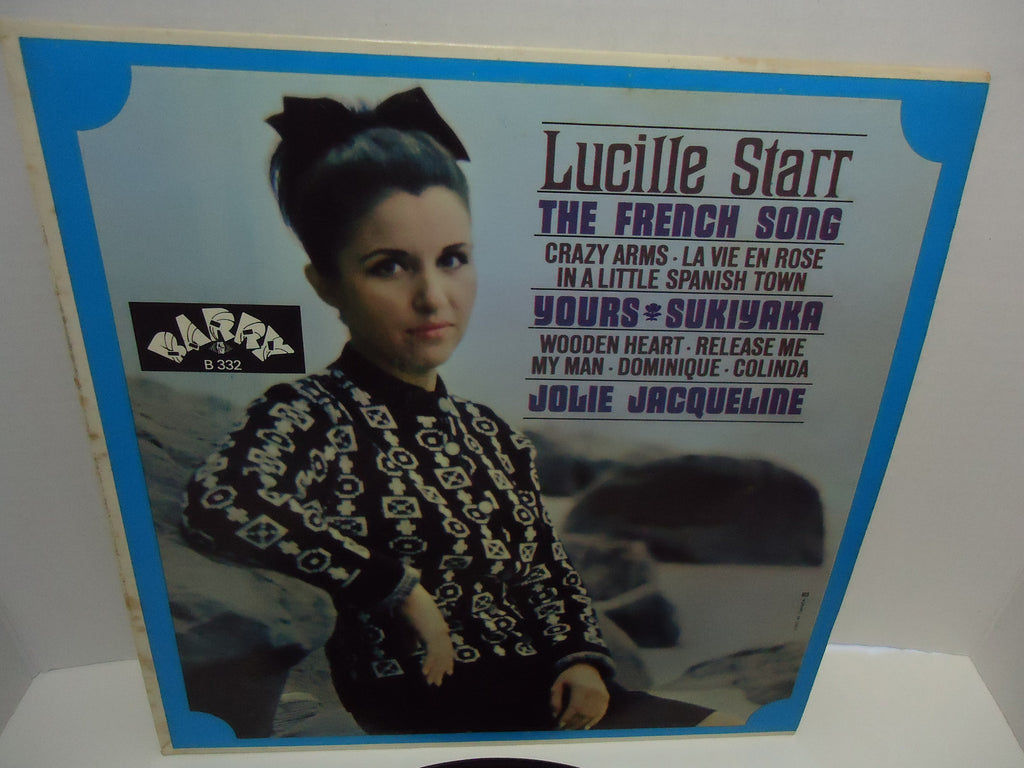 Lucille Starr
THE FRENCH SONG
CRAZY ARMS · LA VIE EN ROSE
IN A LITTLE SPANISH TOWN
YOURS SUKIYAKA
WOODEN HEART · RELEASE ME
MY MAN · DOMINIQUE · COLINDA
JOLIE JACQUELINE
BARRY
B 332